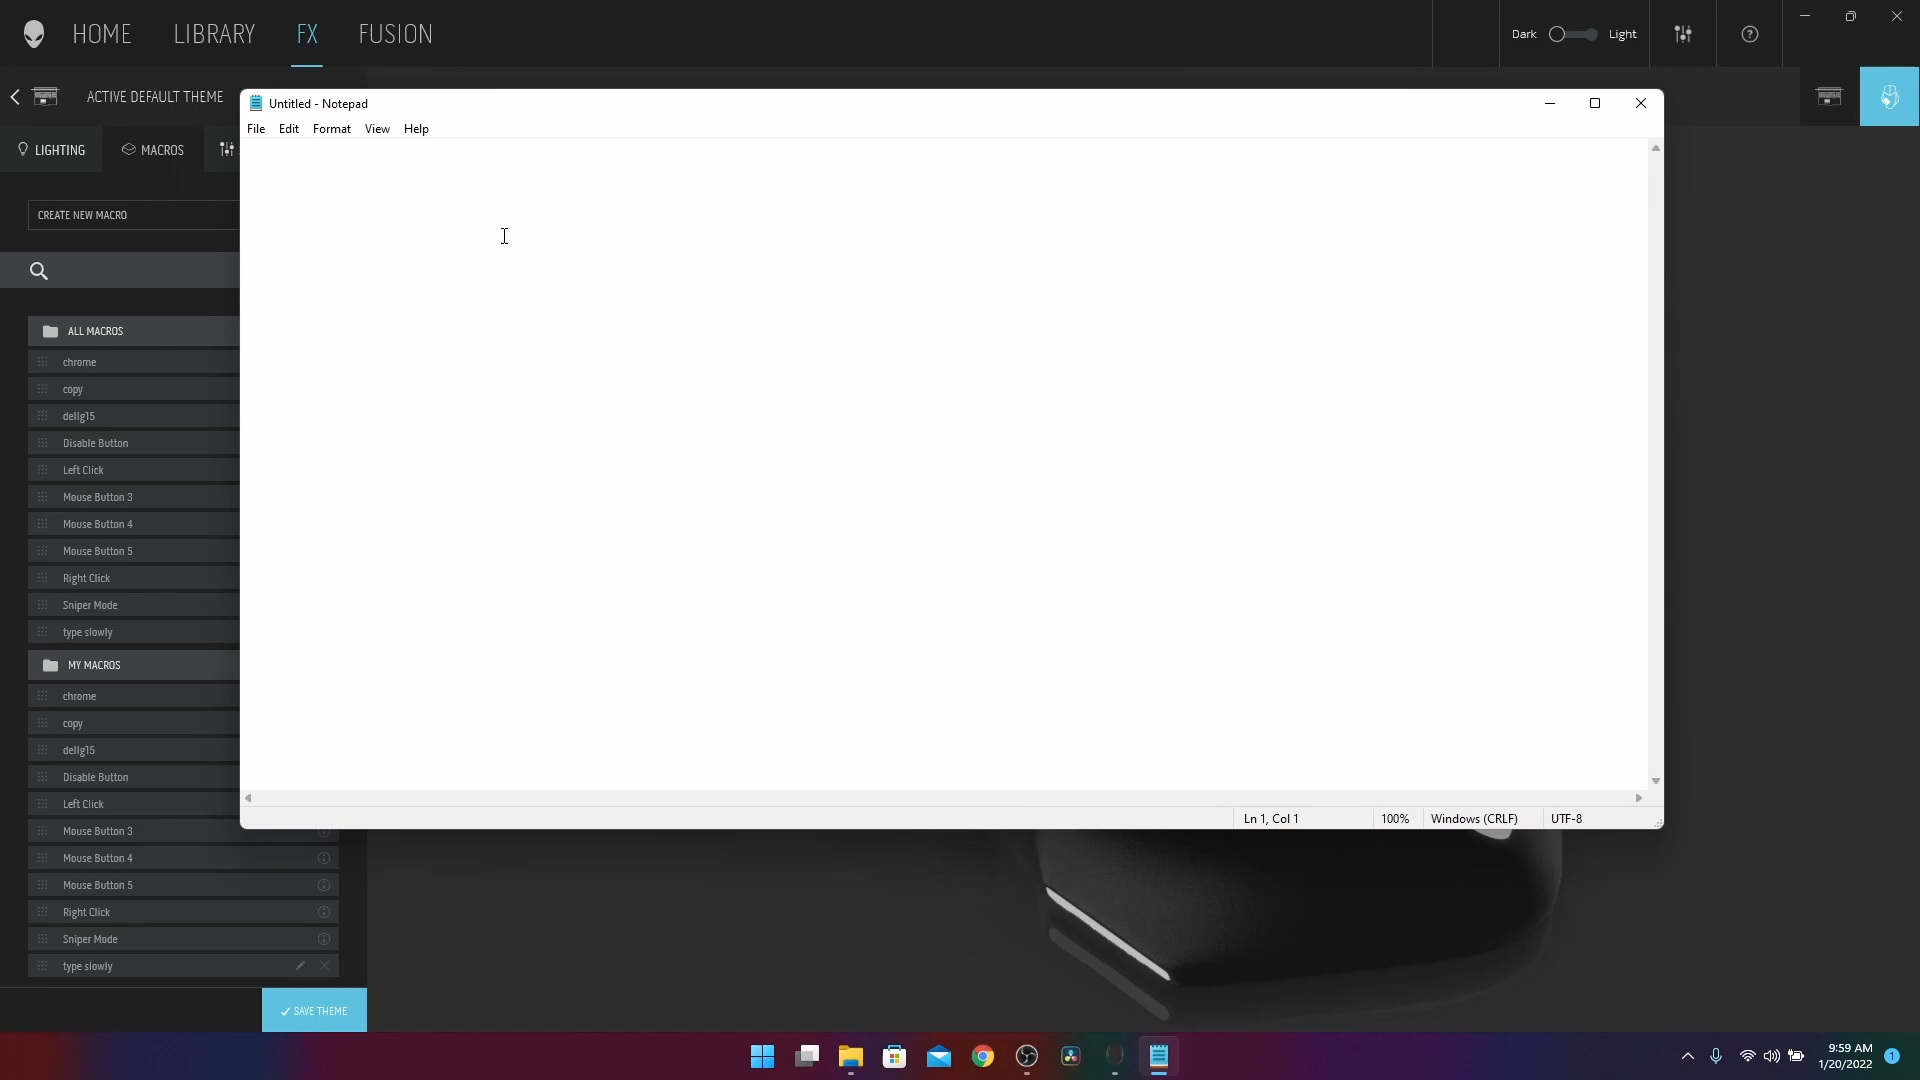 HOME LIBRARY FX FUSION
Dark Light
ACTIVE DEFAULT THEME
Untitled - Notepad
File Edit Format View Help
LIGHTING MACROS
CREATE NEW MACRO
ALL MACROS
chrome
copy
dellg15
Disable Button
Left Click
Mouse Button 3
Mouse Button 4
Mouse Button 5
Right Click
Sniper Mode
type slowly
MY MACROS
chrome
copy
dellg15
Disable Button
Left Click
Mouse Button 3
Mouse Button 4
Mouse Button 5
Right Click
Sniper Mode
type slowly
Ln 1, Col 1 100% Windows (CRLF) UTF-8
SAVE THEME
9:59 AM
1/20/2022
1